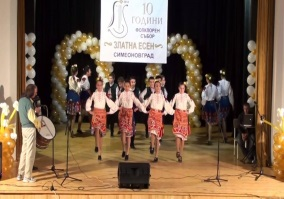 10
ГОДИНИ
ФОЛКЛОРЕН
СЪБОР
ЗЛАТНА ЕСЕН
СИМЕОНОВГРАД